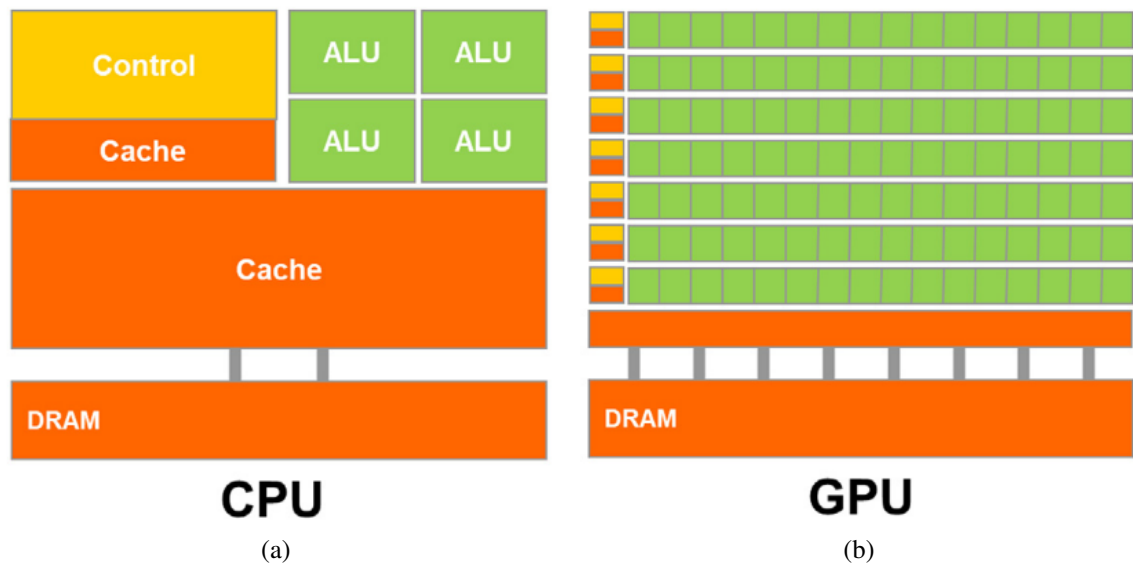 Control
ALU ALU
Cache
ALU ALU
Cache
DRAM
CPU
(a)
DRAM
GPU
(b)